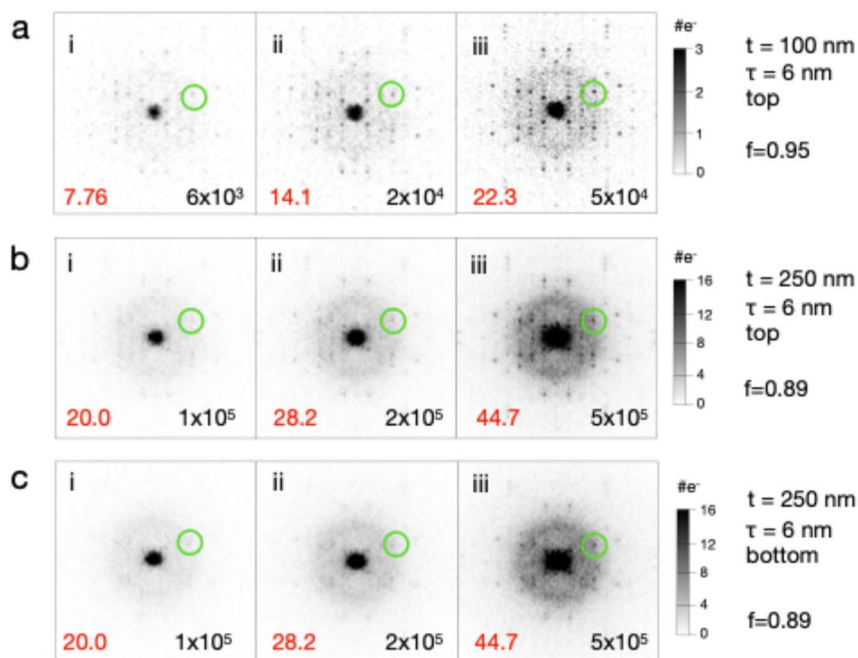 a
i
ii
iii
7.76
6x10³
14.1
2x10⁴
22.3
5x10⁴
#e⁻
3
2
1
0
t = 100 nm
τ = 6 nm
top
f=0.95
b
i
ii
iii
20.0
1x10⁵
28.2
2x10⁵
44.7
5x10⁵
#e⁻
16
12
8
4
0
t = 250 nm
τ = 6 nm
top
f=0.89
c
i
ii
iii
20.0
1x10⁵
28.2
2x10⁵
44.7
5x10⁵
#e⁻
16
12
8
4
0
t = 250 nm
τ = 6 nm
bottom
f=0.89